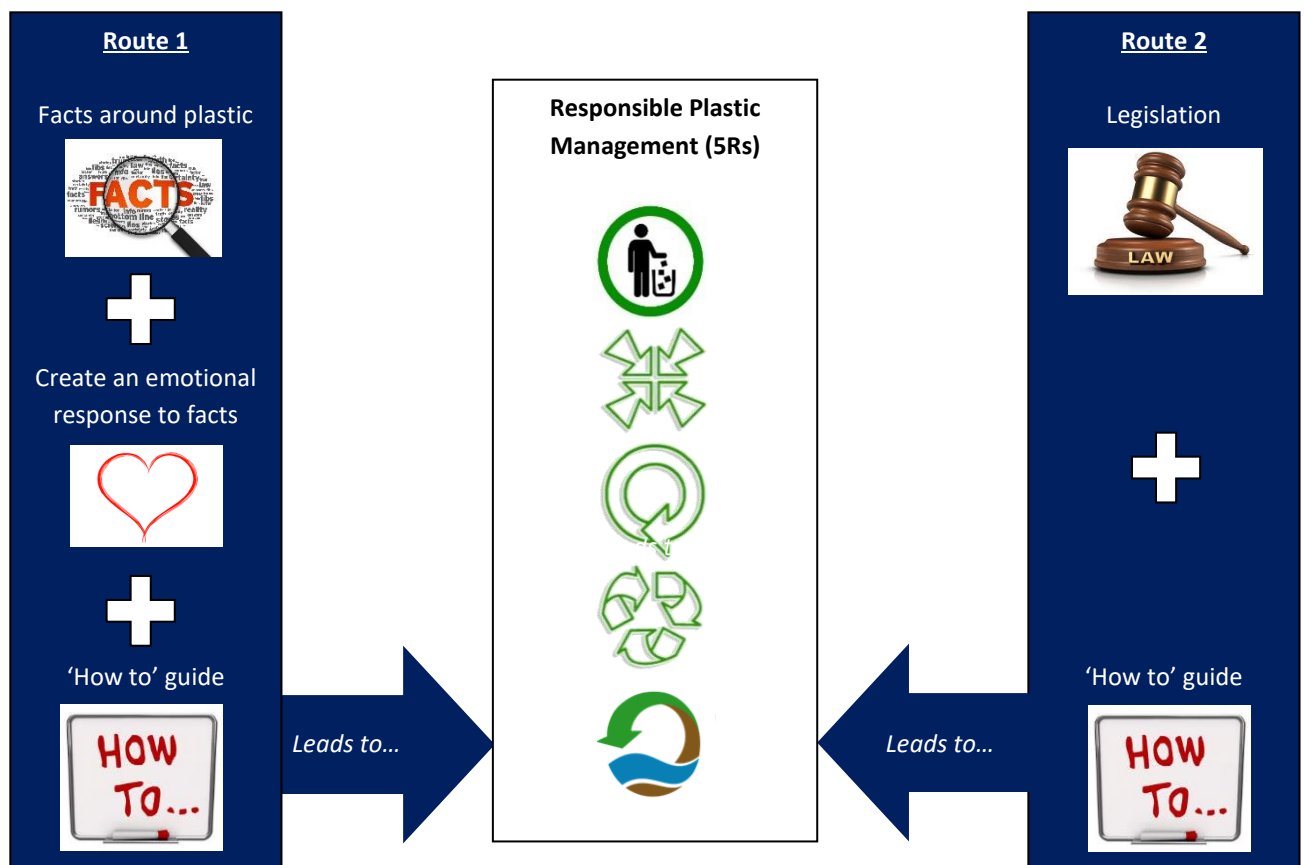 Route 1
Facts around plastic
FACTS
Create an emotional
response to facts
‘How to’ guide
HOW
TO...
Leads to...
Responsible Plastic
Management (5Rs)
Route 2
Legislation
LAW
‘How to’ guide
HOW
TO...
Leads to...